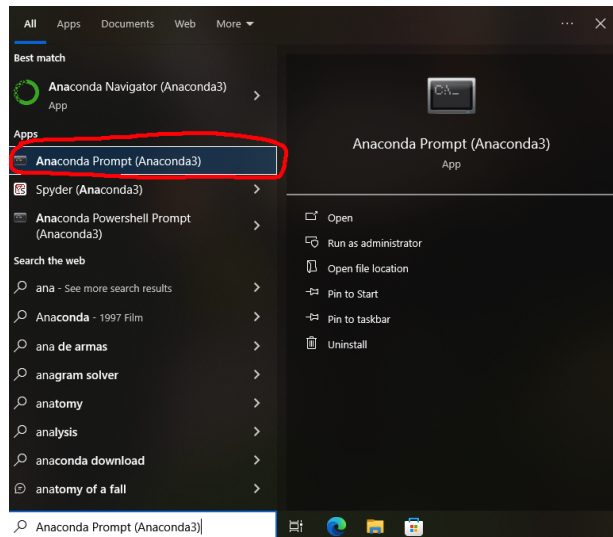 All Apps Documents Web More
Best match
Anaconda Navigator (Anaconda3)
App
Apps
Anaconda Prompt (Anaconda3)
Spyder (Anaconda3)
Anaconda Powershell Prompt
(Anaconda3)
Search the web
ana - See more search results
Anaconda - 1997 Film
ana de armas
anagram solver
anatomy
analysis
anaconda download
anatomy of a fall
Anaconda Prompt (Anaconda3)
C:\_
Anaconda Prompt (Anaconda3)
App
Open
Run as administrator
Open file location
Pin to Start
Pin to taskbar
Uninstall